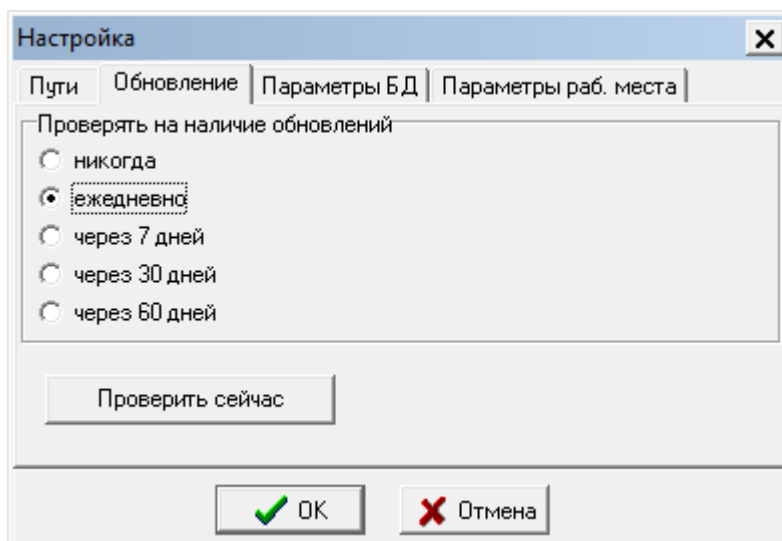 Настройка
Пути Обновление Параметры БД Параметры раб. места
Проверять на наличие обновлений
никогда
ежедневно
через 7 дней
через 30 дней
через 60 дней
Проверить сейчас
OK Отмена